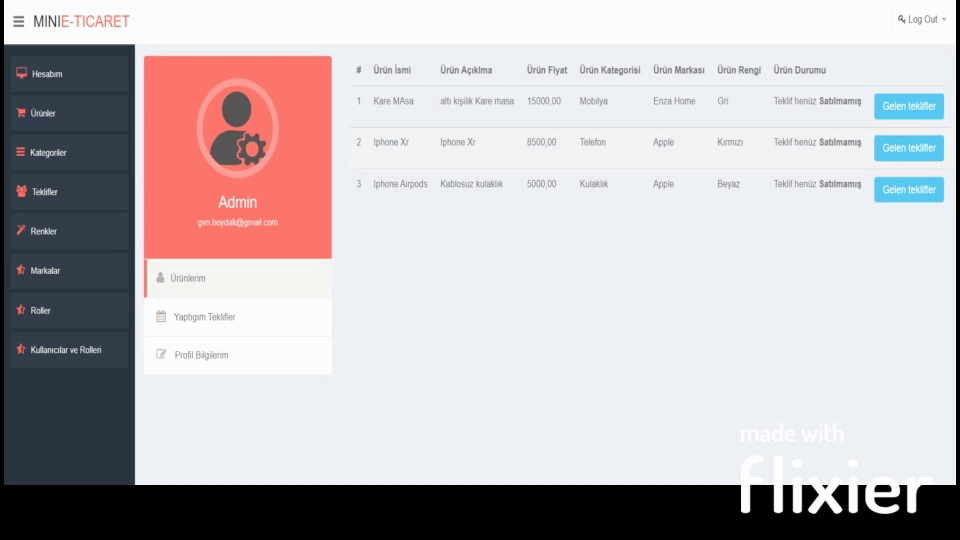 MINIE-TICARET
Log Out
Hesabım
Ürünler
Kategoriler
Teklifler
Renkler
Markalar
Roller
Kullanıcılar ve Rolleri
Admin
gvn.boydak@gmail.com
Ürünlerim
Yaptıgım Teklifler
Profil Bilgilerim
# Ürün İsmi Ürün Açıklma Ürün Fiyat Ürün Kategorisi Ürün Markası Ürün Rengi Ürün Durumu
1 Kare MAsa altı kişilik Kare masa 15000,00 Mobilya Enza Home Gri Teklif henüz Satılmamış Gelen teklifler
2 Iphone Xr Iphone Xr 8500,00 Telefon Apple Kırmızı Teklif henüz Satılmamış Gelen teklifler
3 Iphone Airpods Kablosuz kulaklık 5000,00 Kulaklık Apple Beyaz Teklif henüz Satılmamış Gelen teklifler
made with
flixier